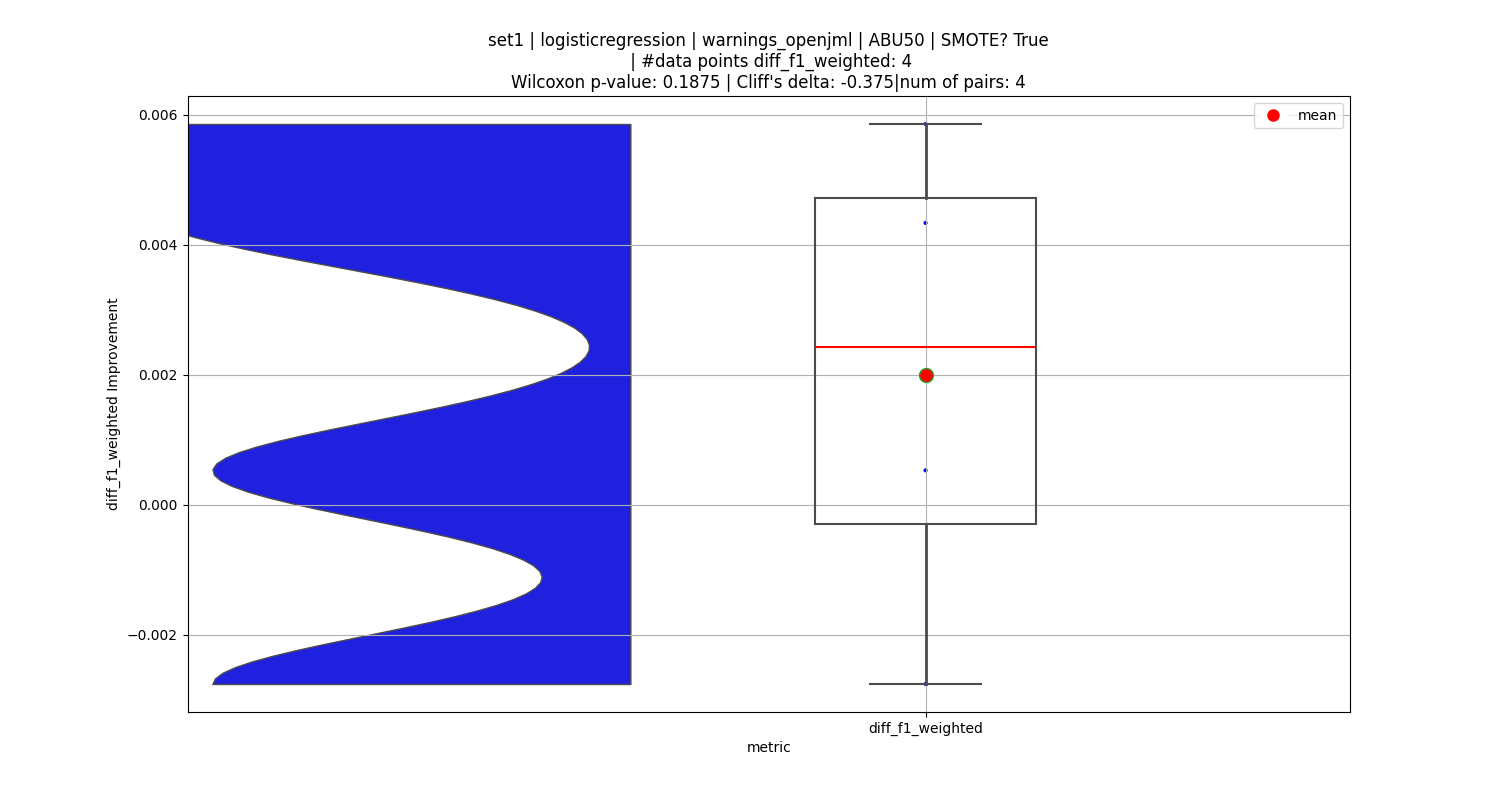 set1 | logisticregression | warnings_openjml | ABU50 | SMOTE? True
| #data points diff_f1_weighted: 4
Wilcoxon p-value: 0.1875 | Cliff's delta: -0.375|num of pairs: 4
mean
0.006
0.004
0.002
0.000
−0.002
diff_f1_weighted Improvement
diff_f1_weighted
metric